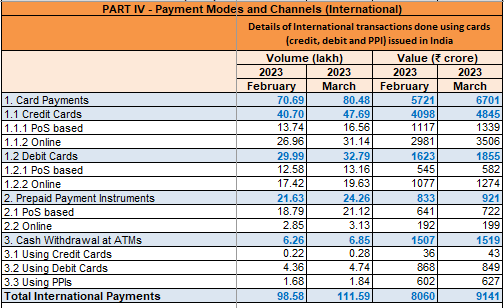 PART IV - Payment Modes and Channels (International)
Details of International transactions done using cards
(credit, debit and PPI) issued in India
Volume (lakh) Value (₹ crore)
2023 2023 2023 2023
February March February March
1. Card Payments 70.69 80.48 5721 6701
1.1 Credit Cards 40.70 47.69 4098 4845
1.1.1 PoS based 13.74 16.56 1117 1339
1.1.2 Online 26.96 31.14 2981 3506
1.2 Debit Cards 29.99 32.79 1623 1855
1.2.1 PoS based 12.58 13.16 545 582
1.2.2 Online 17.42 19.63 1077 1274
2. Prepaid Payment Instruments 21.63 24.26 833 921
2.1 PoS based 18.79 21.12 641 722
2.2 Online 2.85 3.13 192 199
3. Cash Withdrawal at ATMs 6.26 6.85 1507 1519
3.1 Using Credit Cards 0.22 0.28 36 43
3.2 Using Debit Cards 4.36 4.74 868 849
3.3 Using PPIs 1.68 1.84 602 627
Total International Payments 98.58 111.59 8060 9141